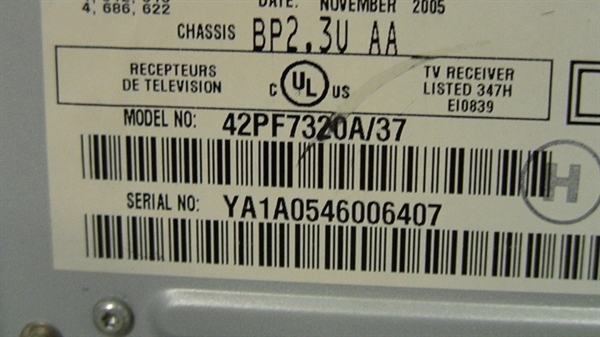 DATE: NOVEMBER 2005
4, 686, 622
CHASSIS BP2.3U AA
RECEPTEURS
DE TELEVISION
C UL US
TV RECEIVER
LISTED 347H
EI0839
MODEL NO: 42PF7320A/37
H
SERIAL NO: YA1A0546006407